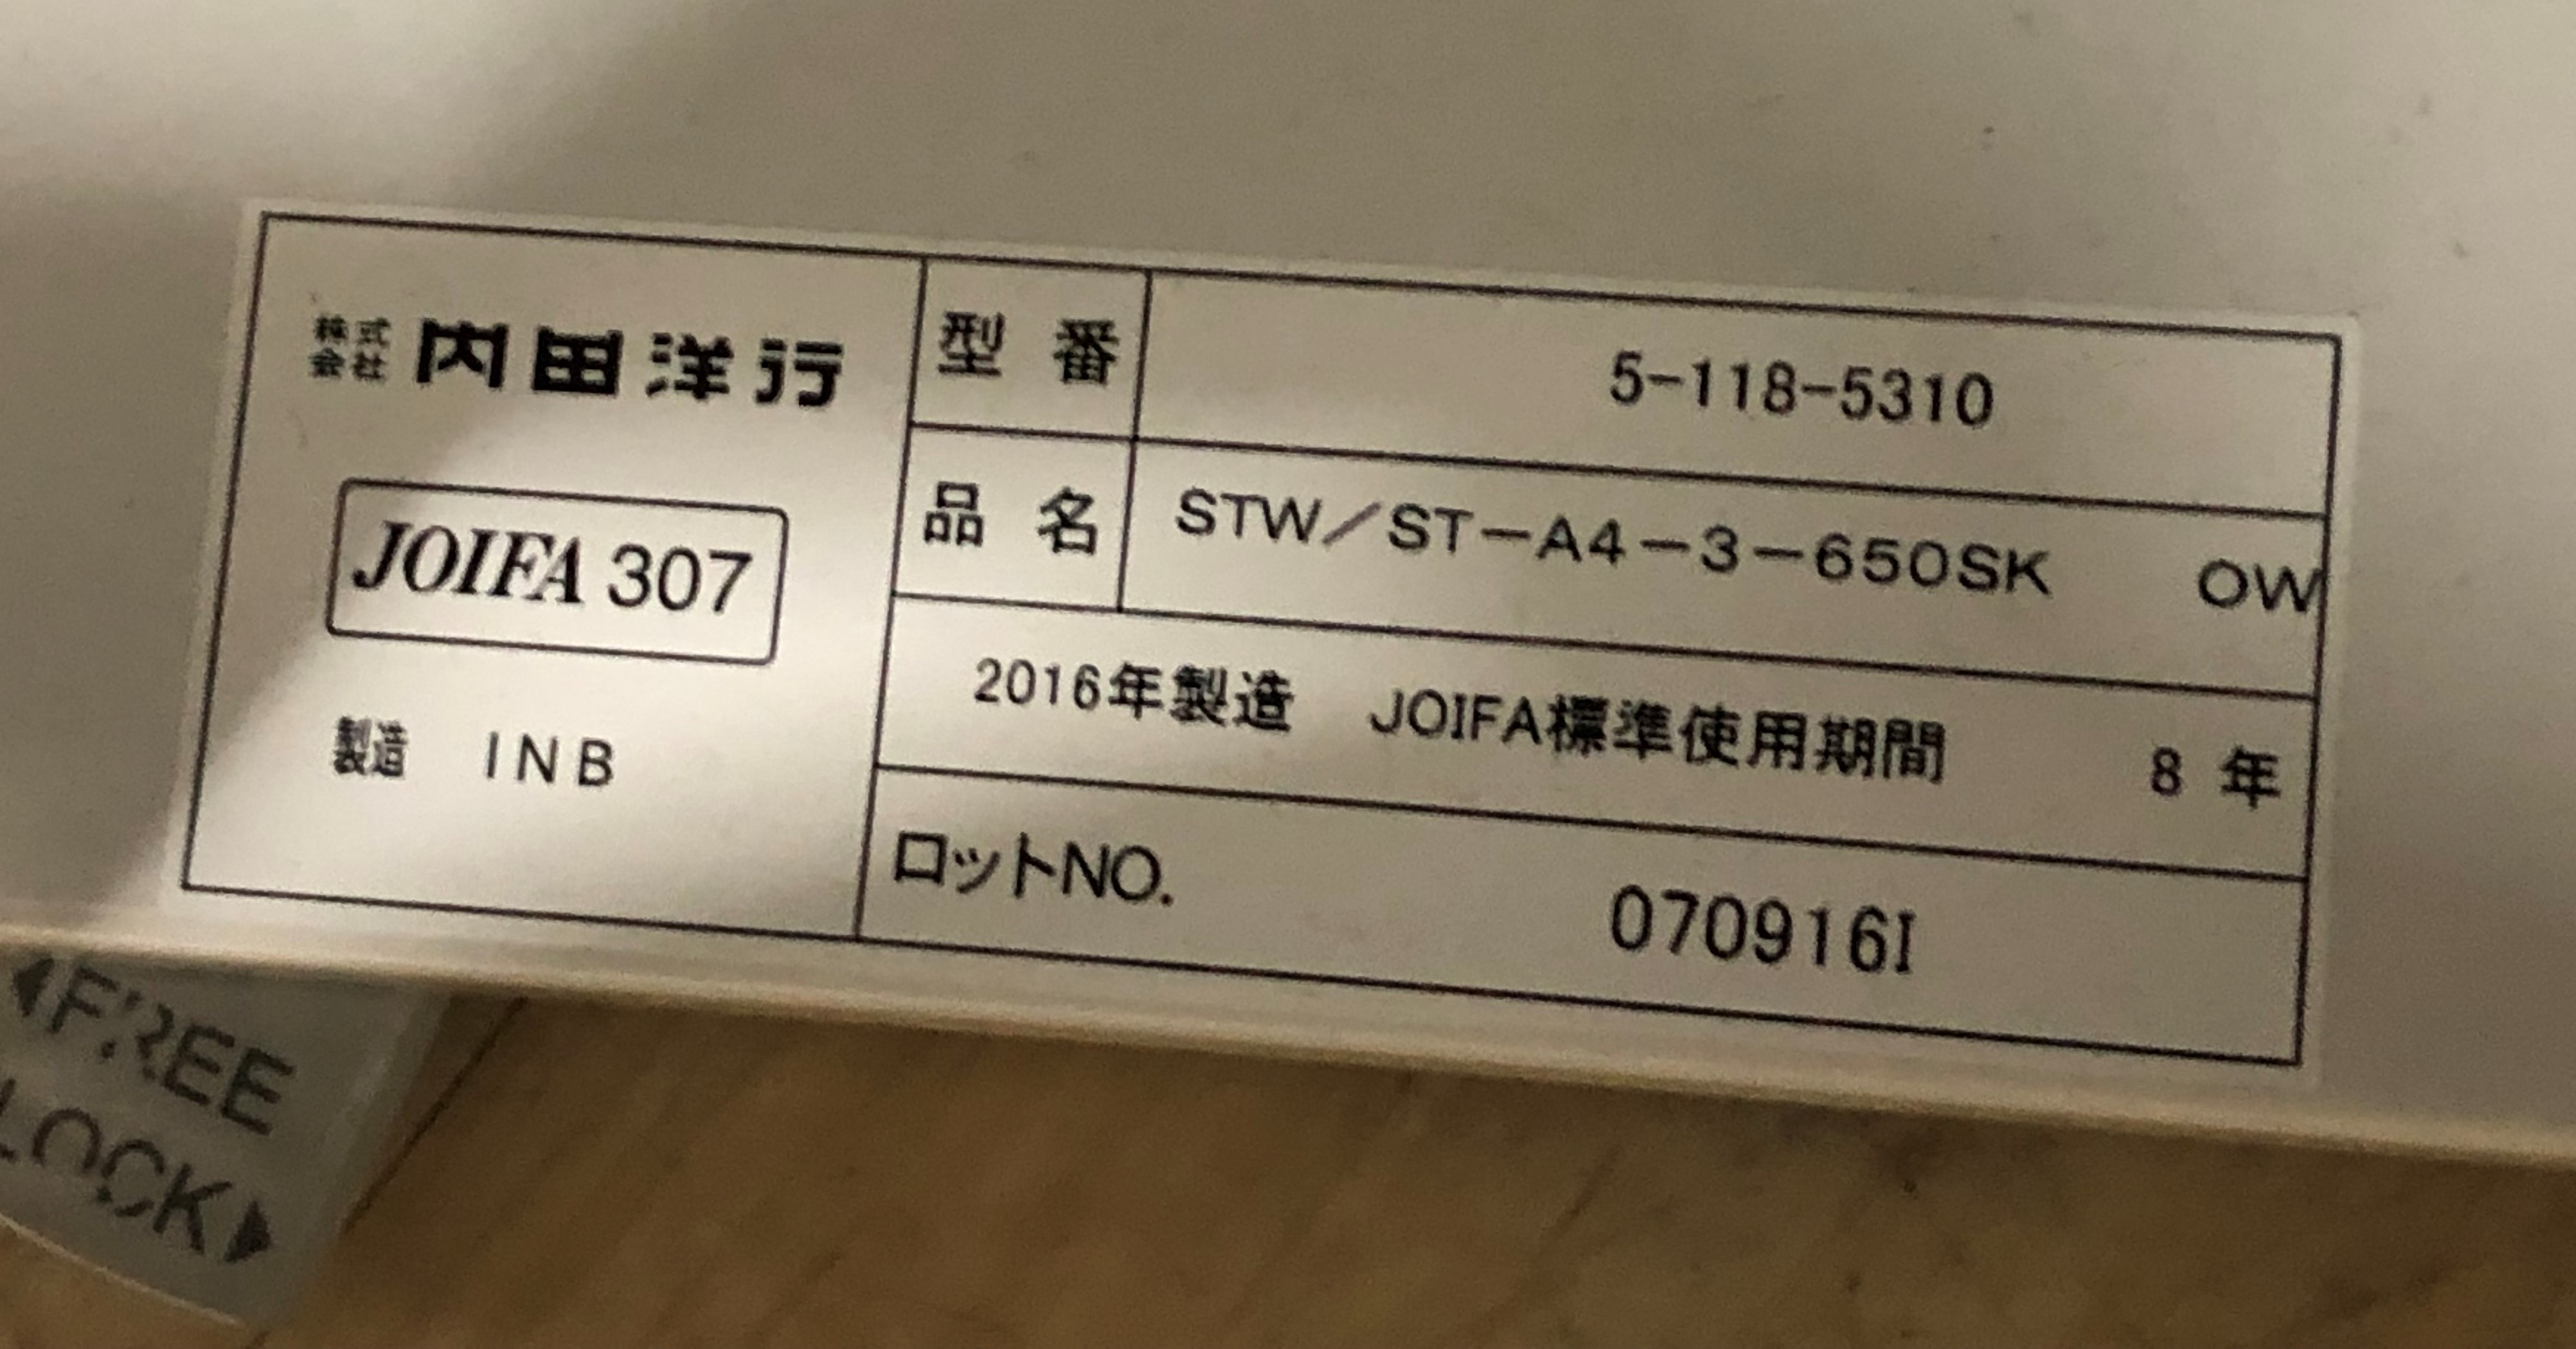 株式会社 内田洋行
JOIFA 307
製造 INB
型番 5-118-5310
品名 STW/ST-A4-3-650SK OW
2016年製造 JOIFA標準使用期間 8年
ロットNO. 070916I
◀FREE
LOCK▶